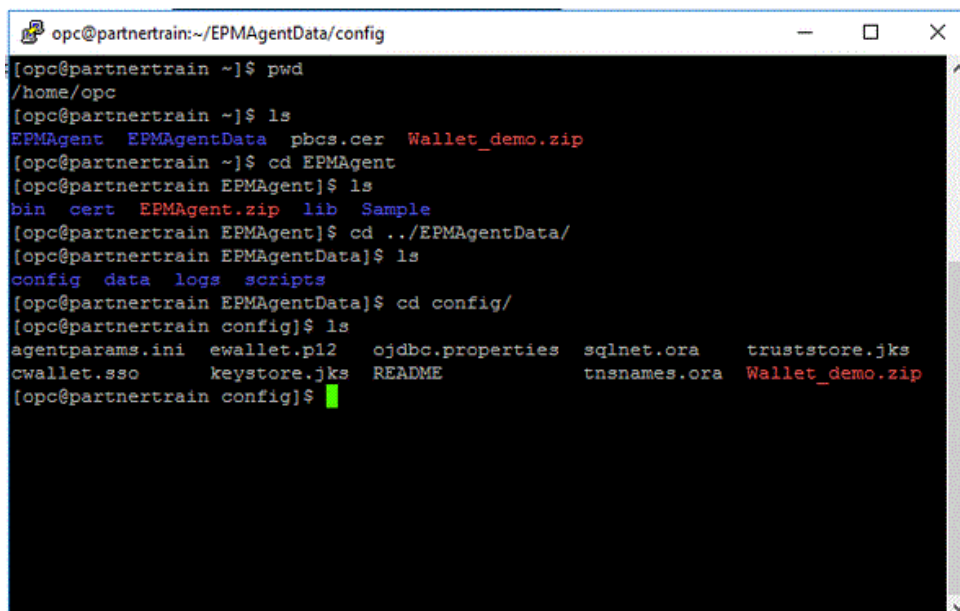 opc@partnertrain:~/EPMAgentData/config
[opc@partnertrain ~]$ pwd
/home/opc
[opc@partnertrain ~]$ ls
EPMAgent  EPMAgentData  pbcs.cer  Wallet_demo.zip
[opc@partnertrain ~]$ cd EPMAgent
[opc@partnertrain EPMAgent]$ ls
bin  cert  EPMAgent.zip  lib  Sample
[opc@partnertrain EPMAgent]$ cd ../EPMAgentData/
[opc@partnertrain EPMAgentData]$ ls
config  data  logs  scripts
[opc@partnertrain EPMAgentData]$ cd config/
[opc@partnertrain config]$ ls
agentparams.ini  ewallet.p12  ojdbc.properties  sqlnet.ora  truststore.jks
cwallet.sso  keystore.jks  README  tnsnames.ora  Wallet_demo.zip
[opc@partnertrain config]$